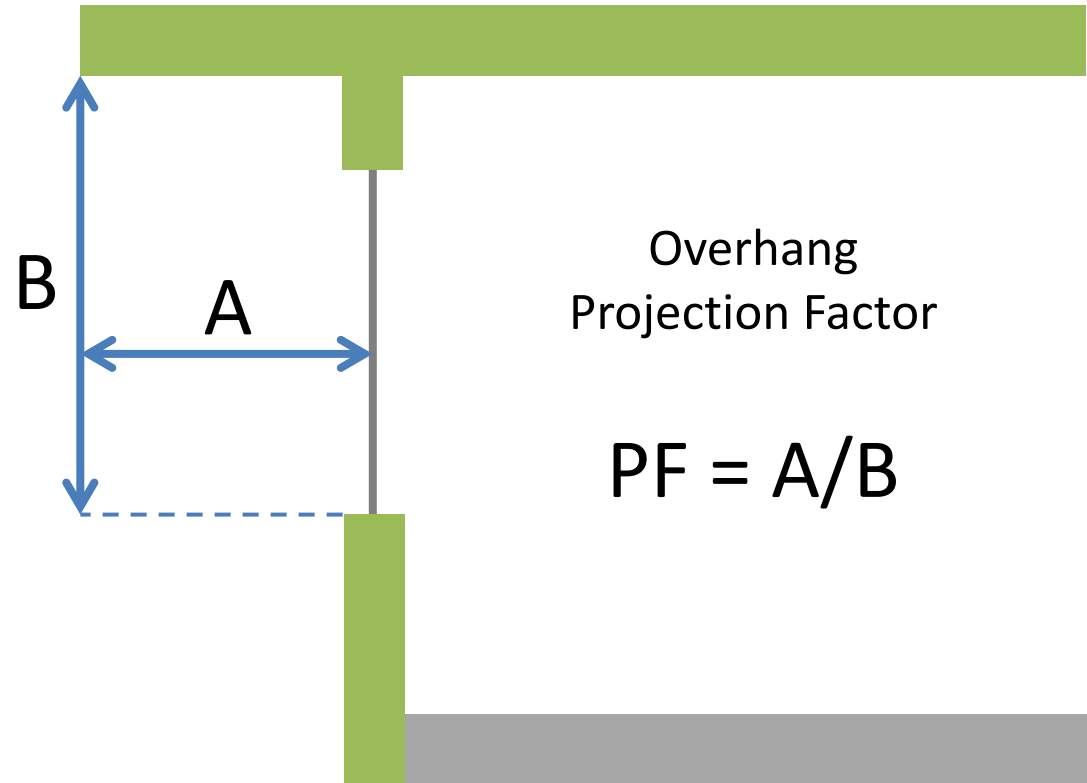 B
A
Overhang
Projection Factor
PF = A/B